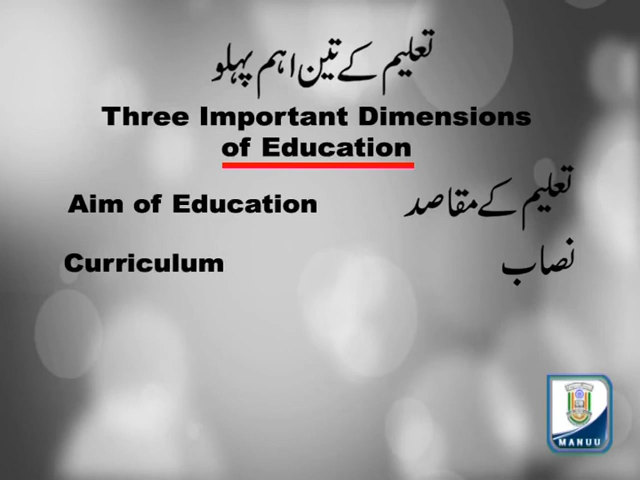 تعلیم کے تین اہم پہلو
Three Important Dimensions
of Education
Aim of Education تعلیم کے مقاصد
Curriculum نصاب
MANUU